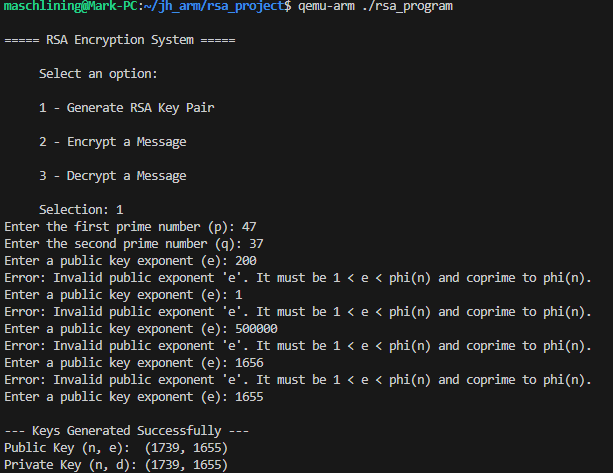 maschlining@Mark-PC:~/jh_arm/rsa_project$ qemu-arm ./rsa_program
===== RSA Encryption System =====
Select an option:
1 - Generate RSA Key Pair
2 - Encrypt a Message
3 - Decrypt a Message
Selection: 1
Enter the first prime number (p): 47
Enter the second prime number (q): 37
Enter a public key exponent (e): 200
Error: Invalid public exponent 'e'. It must be 1 < e < phi(n) and coprime to phi(n).
Enter a public key exponent (e): 1
Error: Invalid public exponent 'e'. It must be 1 < e < phi(n) and coprime to phi(n).
Enter a public key exponent (e): 500000
Error: Invalid public exponent 'e'. It must be 1 < e < phi(n) and coprime to phi(n).
Enter a public key exponent (e): 1656
Error: Invalid public exponent 'e'. It must be 1 < e < phi(n) and coprime to phi(n).
Enter a public key exponent (e): 1655
--- Keys Generated Successfully ---
Public Key (n, e):  (1739, 1655)
Private Key (n, d): (1739, 1655)